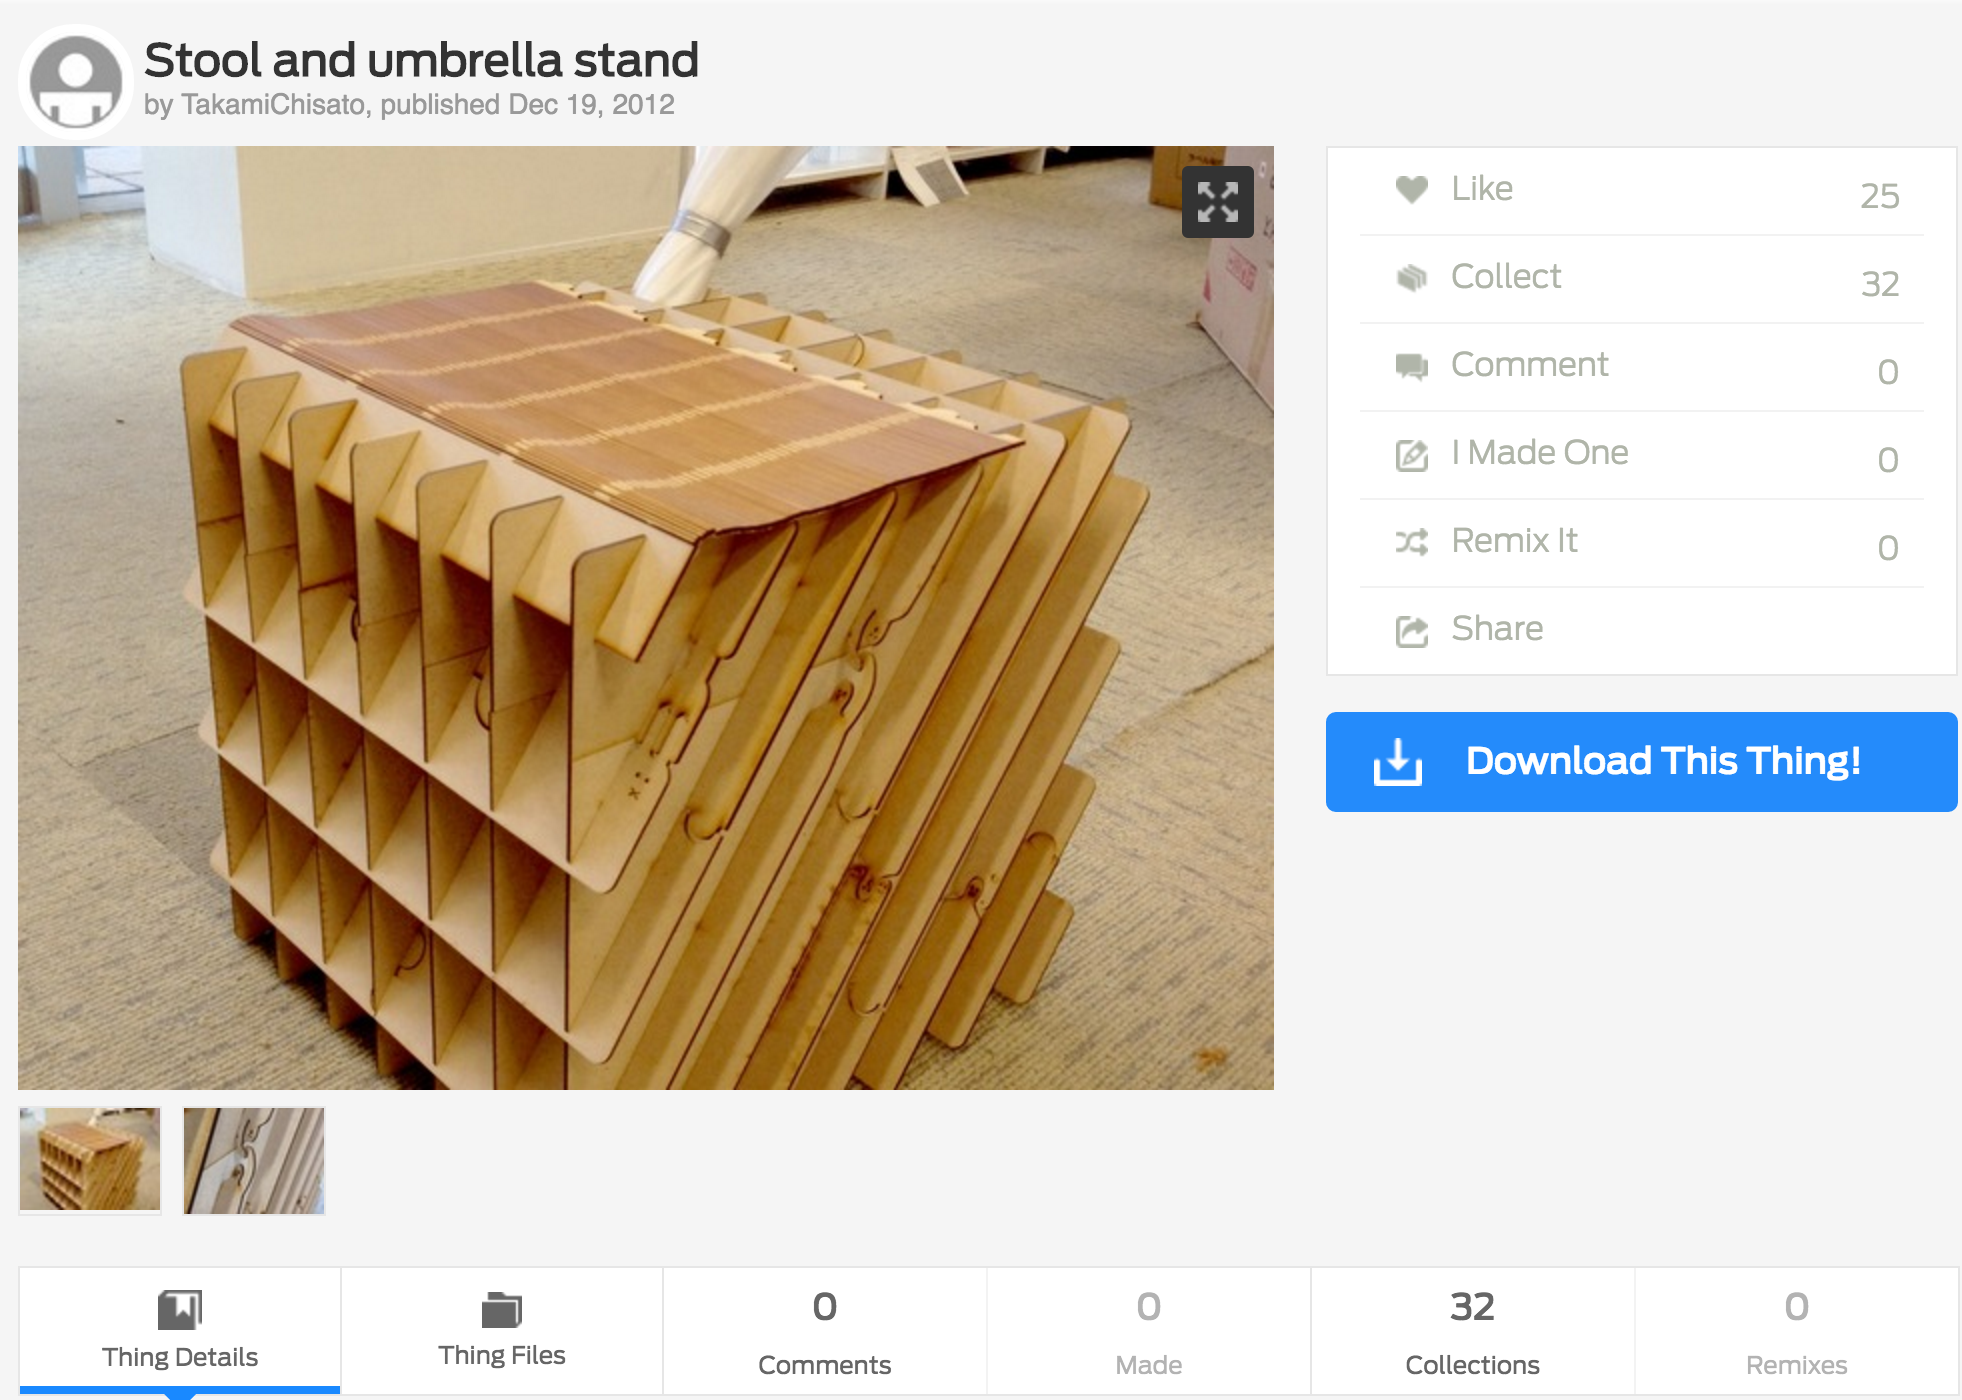 Stool and umbrella stand
by TakamiChisato, published Dec 19, 2012
Like 25
Collect 32
Comment 0
I Made One 0
Remix It 0
Share
Download This Thing!
Thing Details
Thing Files
0
Comments
0
Made
32
Collections
0
Remixes